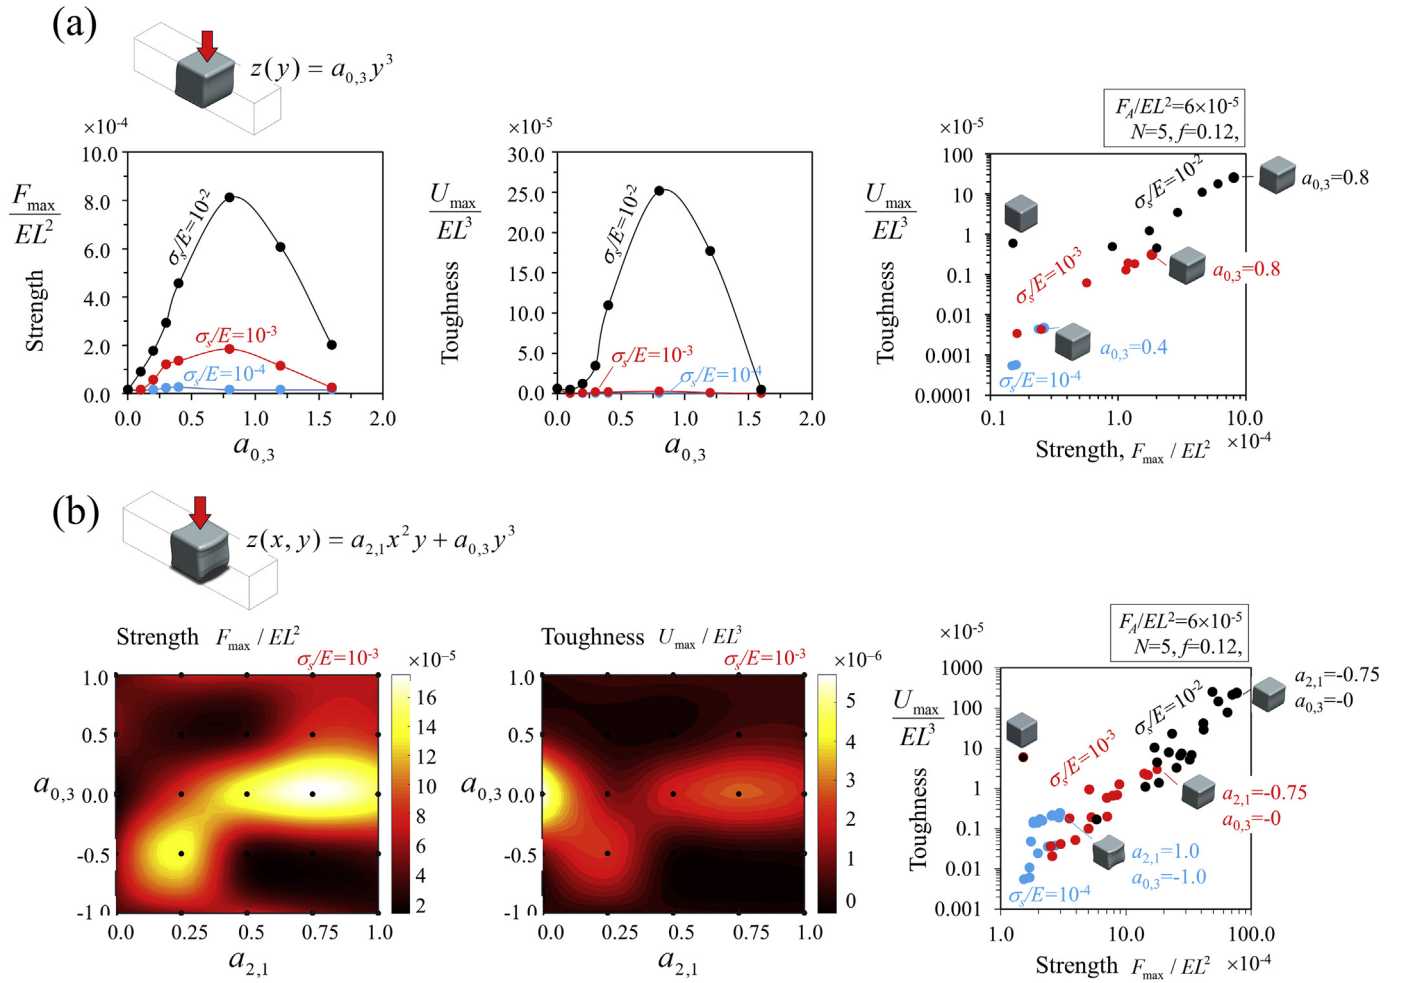 (a)
z(y) = a0,3y3
×10-4
10.0
8.0
6.0
4.0
2.0
0.0
Fmax
EL2
Strength
σs/E=10-2
σs/E=10-3
σs/E=10-4
0.0
0.5
1.0
1.5
2.0
a0,3
×10-5
30.0
25.0
20.0
15.0
10.0
5.0
0.0
Umax
EL3
Toughness
σs/E=10-2
σs/E=10-3
σs/E=10-4
0.0
0.5
1.0
1.5
2.0
a0,3
FA/EL2=6×10-5
N=5, f=0.12,
×10-5
100
10
1
0.1
0.01
0.001
0.0001
Umax
EL3
Toughness
σs/E=10-2
a0,3=0.8
σs/E=10-3
a0,3=0.8
a0,3=0.4
σs/E=10-4
0.1
1.0
10.0
Strength, Fmax / EL2 ×10-4
(b)
z(x, y) = a2,1x2y + a0,3y3
Strength Fmax / EL2
σs/E=10-3
×10-5
1.0
0.5
0.0
-0.5
-1.0
a0,3
16
14
12
10
8
6
4
2
0.0
0.25
0.75
1.0
a2,1
Toughness Umax / EL3
σs/E=10-3
×10-6
1.0
0.5
0.0
-0.5
-1.0
a0,3
5
4
3
2
1
0
0.0
0.25
0.75
1.0
a2,1
FA/EL2=6×10-5
N=5, f=0.12,
×10-5
1000
100
10
1
0.1
0.01
0.001
Umax
EL3
Toughness
σs/E=10-2
a2,1=-0.75
a0,3=-0
σs/E=10-3
a2,1=-0.75
a0,3=-0
a2,1=1.0
a0,3=-1.0
σs/E=10-4
1.0
10.0
100.0
Strength Fmax / EL2 ×10-4